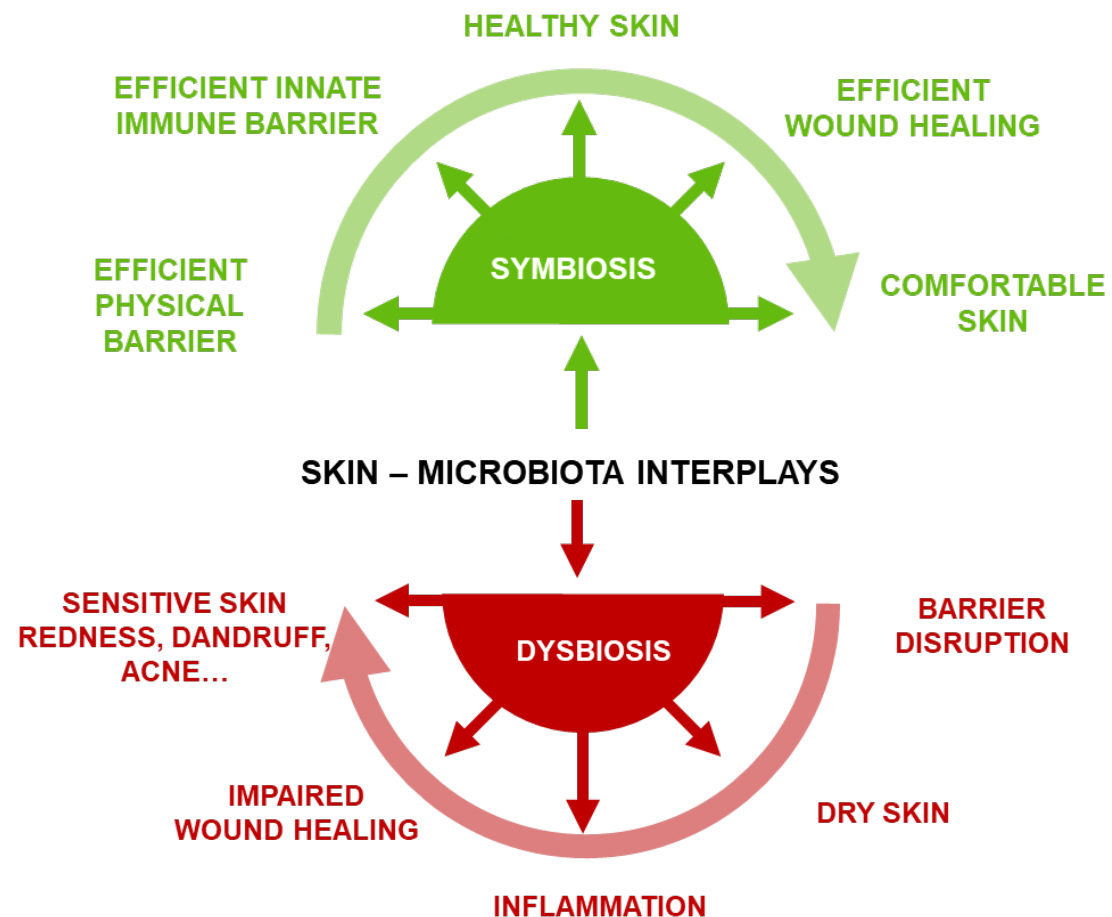 HEALTHY SKIN
EFFICIENT INNATE
IMMUNE BARRIER
EFFICIENT
WOUND HEALING
EFFICIENT
PHYSICAL
BARRIER
SYMBIOSIS
COMFORTABLE
SKIN
SKIN – MICROBIOTA INTERPLAYS
SENSITIVE SKIN
REDNESS, DANDRUFF,
ACNE…
DYSBIOSIS
BARRIER
DISRUPTION
IMPAIRED
WOUND HEALING
DRY SKIN
INFLAMMATION